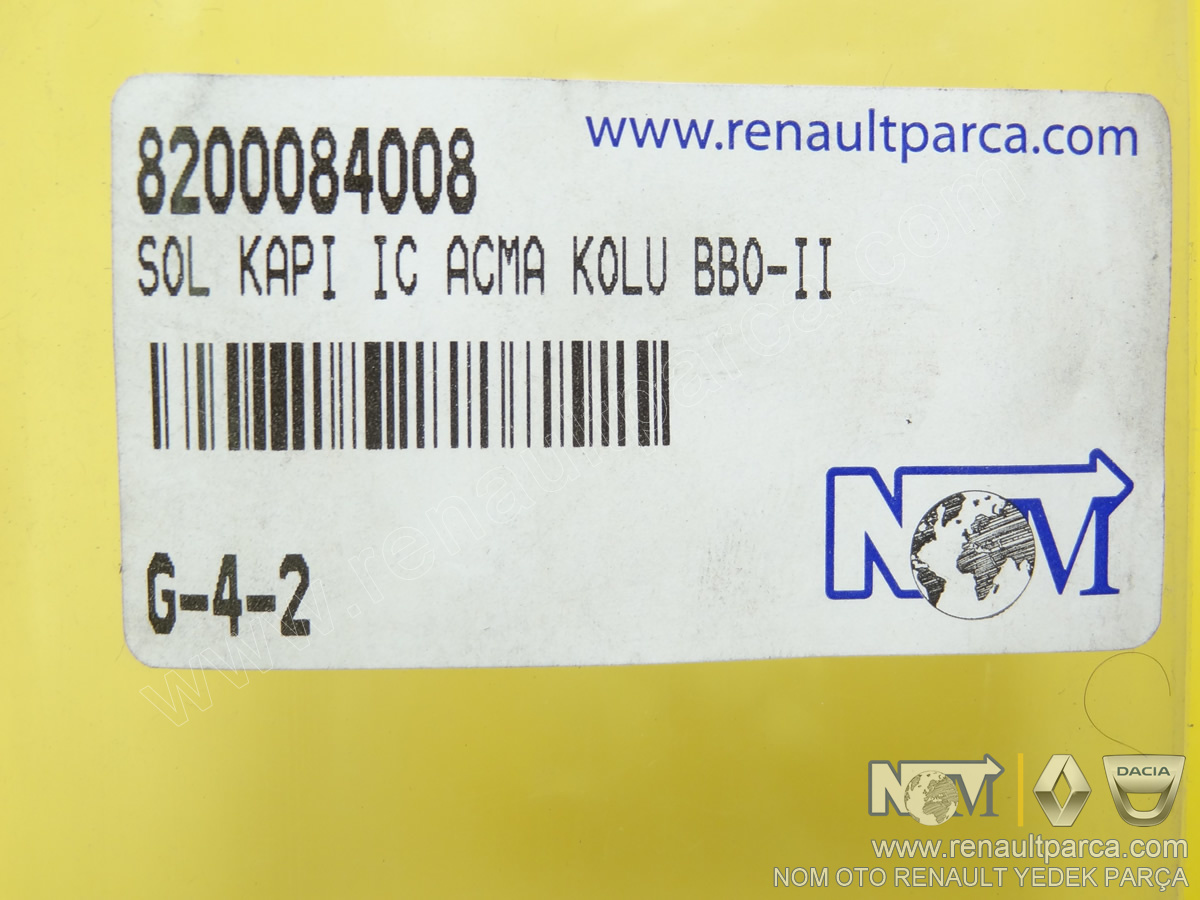 www.renaultparca.com
8200084008
SOL KAPI IC ACMA KOLU BBO-II
G-4-2
NOM
www.renaultparca.com
NOM
DACIA
www.renaultparca.com
NOM OTO RENAULT YEDEK PARÇA